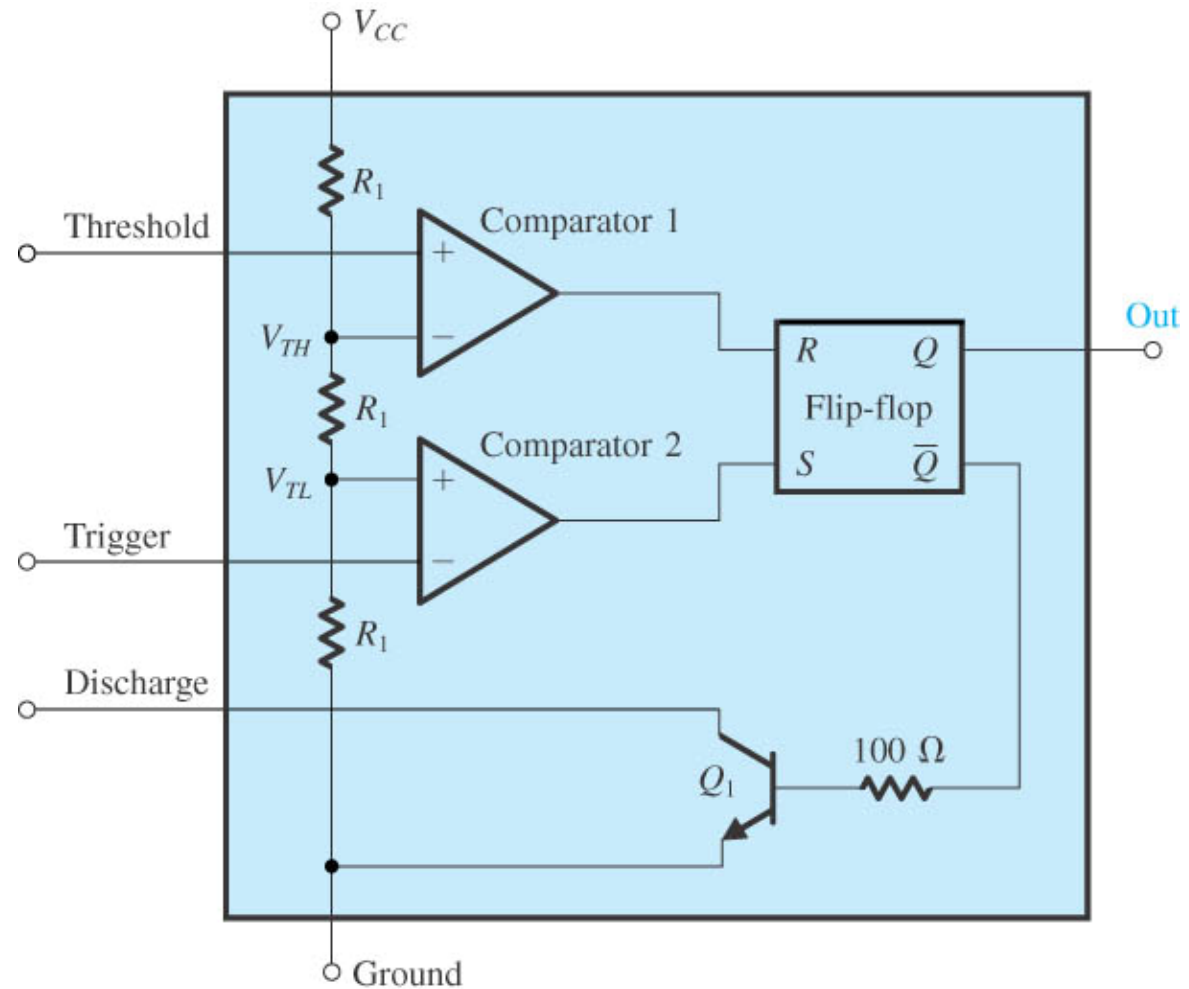 V_CC
R_1
Threshold
Comparator 1
+
−
V_TH
Out
R Q
Flip-flop
S Q̅
R_1
Comparator 2
V_TL
+
−
Trigger
R_1
Discharge
100 Ω
Q_1
Ground